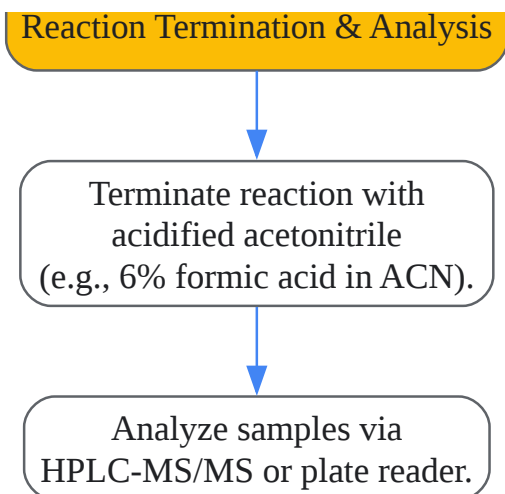 Reaction Termination & Analysis
Terminate reaction with
acidified acetonitrile
(e.g., 6% formic acid in ACN).
Analyze samples via
HPLC-MS/MS or plate reader.